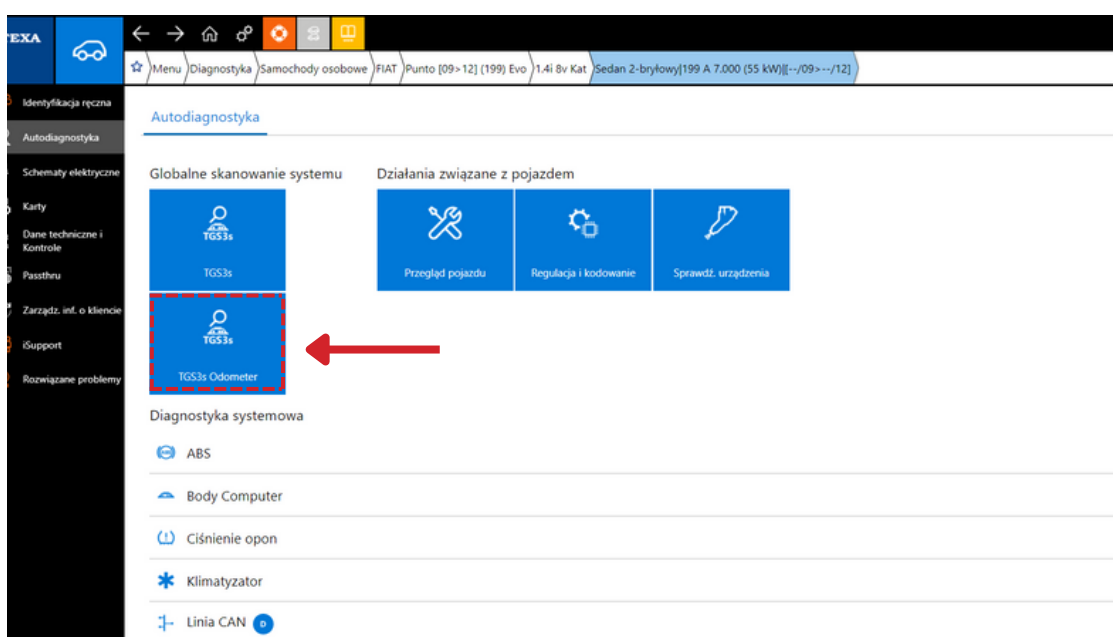 TEXA
Menu Diagnostyka Samochody osobowe FIAT Punto [09>12] (199) Evo 1.4i 8v Kat Sedan 2-bryłowy|199 A 7.000 (55 kW)|[--/09>--/12]
Identyfikacja ręczna
Autodiagnostyka
Schematy elektryczne
Karty
Dane techniczne i
Kontrole
Passthru
Zarządz. inf. o kliencie
iSupport
Rozwiązane problemy
Autodiagnostyka
Globalne skanowanie systemu
TGS3s
TGS3s
TGS3s
TGS3s Odometer
Działania związane z pojazdem
Przegląd pojazdu
Regulacja i kodowanie
Sprawdź. urządzenia
Diagnostyka systemowa
ABS
Body Computer
Ciśnienie opon
Klimatyzator
Linia CAN D